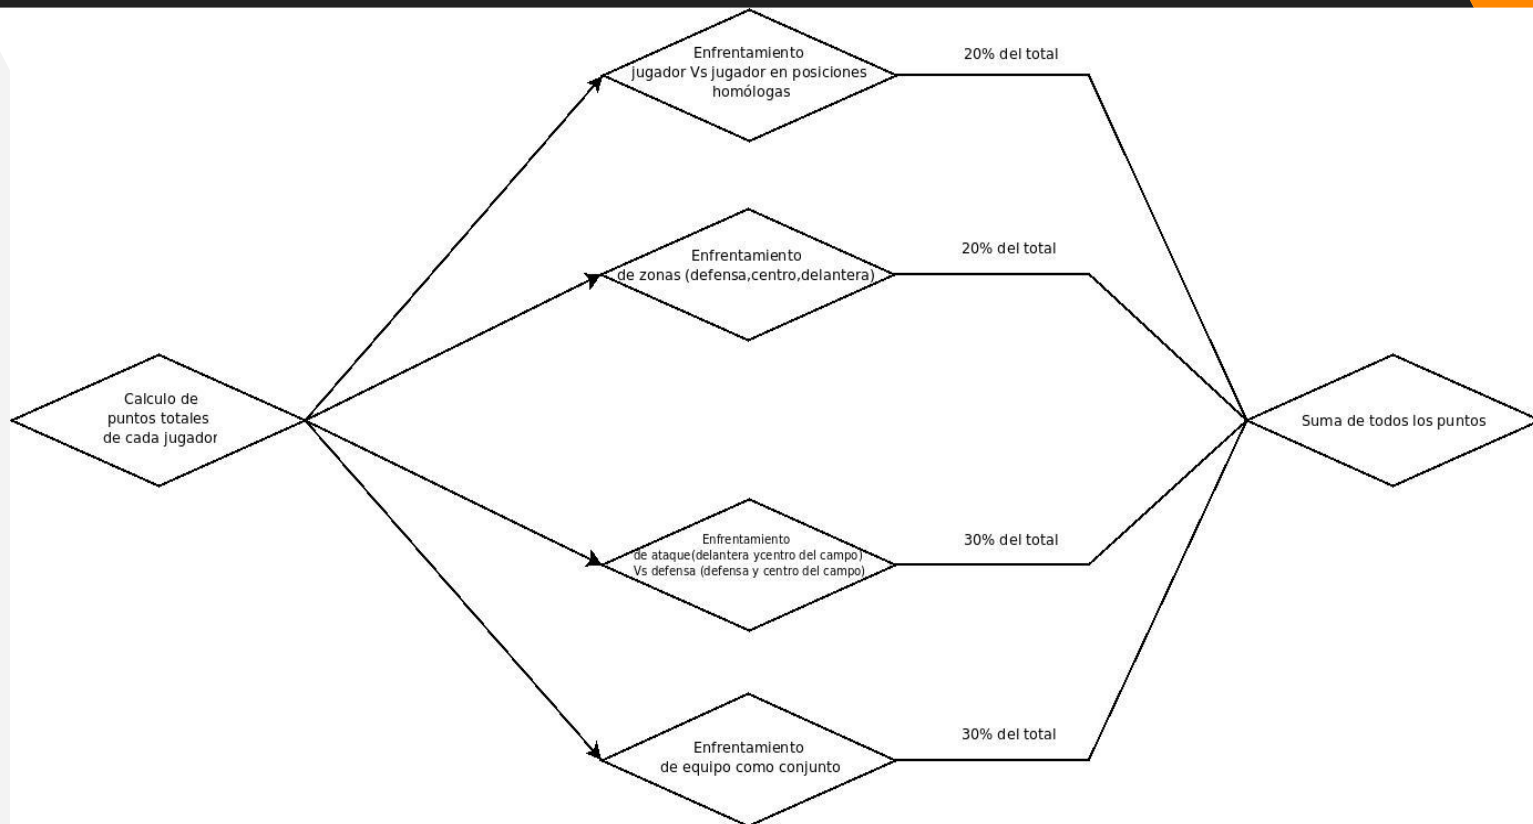 Enfrentamiento
jugador Vs jugador en posiciones
homólogas
20% del total
Enfrentamiento
de zonas (defensa,centro,delantera)
20% del total
Calculo de
puntos totales
de cada jugador
Suma de todos los puntos
Enfrentamiento
de ataque(delantera ycentro del campo)
Vs defensa (defensa y centro del campo)
30% del total
Enfrentamiento
de equipo como conjunto
30% del total